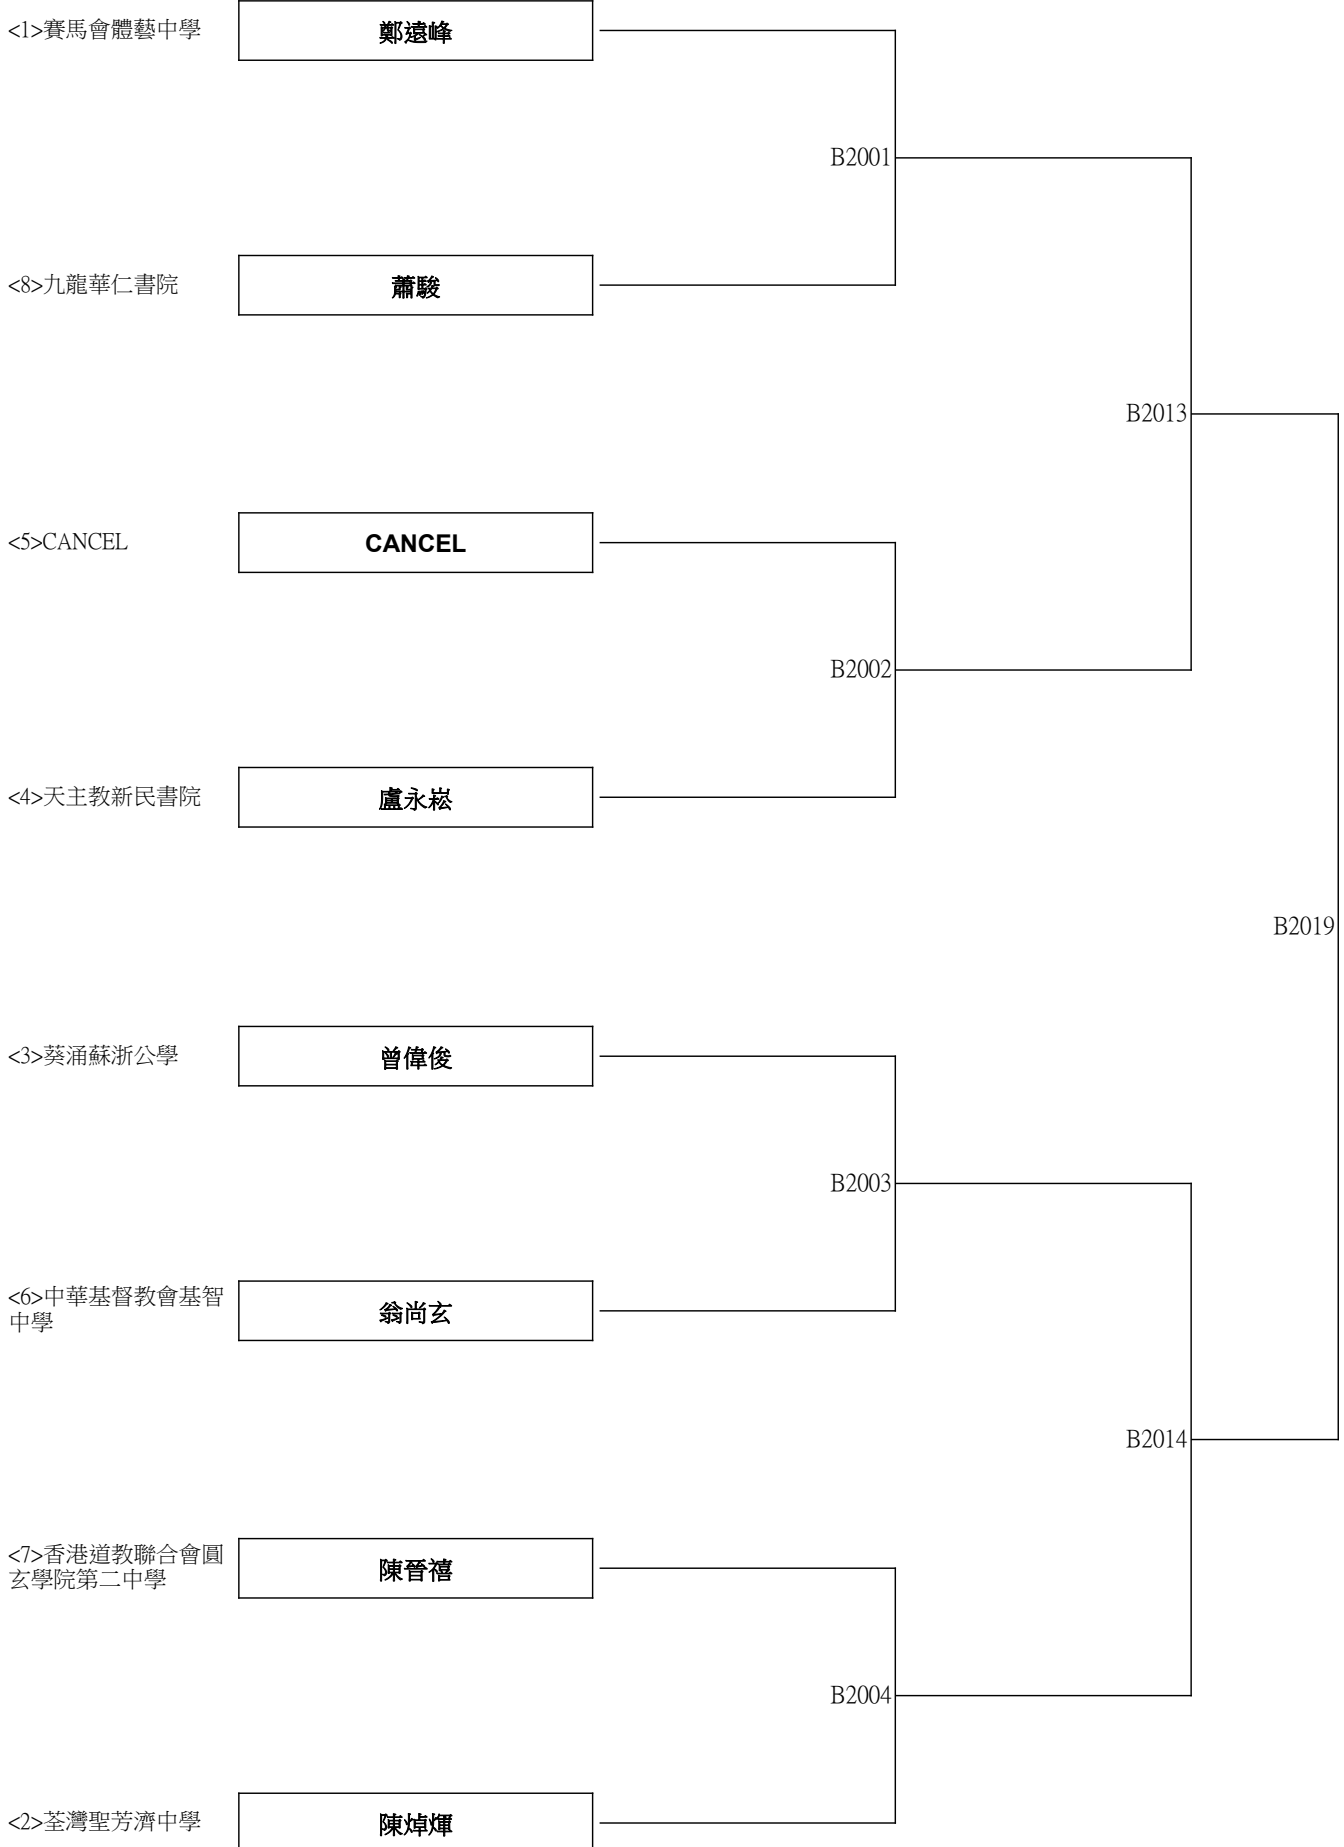 <1>賽馬會體藝中學
鄭遠峰
B2001
<8>九龍華仁書院
蕭駿
B2013
<5>CANCEL
CANCEL
B2002
<4>天主教新民書院
盧永崧
B2019
<3>葵涌蘇浙公學
曾偉俊
B2003
<6>中華基督教會基智
中學
翁尚玄
B2014
<7>香港道教聯合會圓
玄學院第二中學
陳晉禧
B2004
<2>荃灣聖芳濟中學
陳焯煇